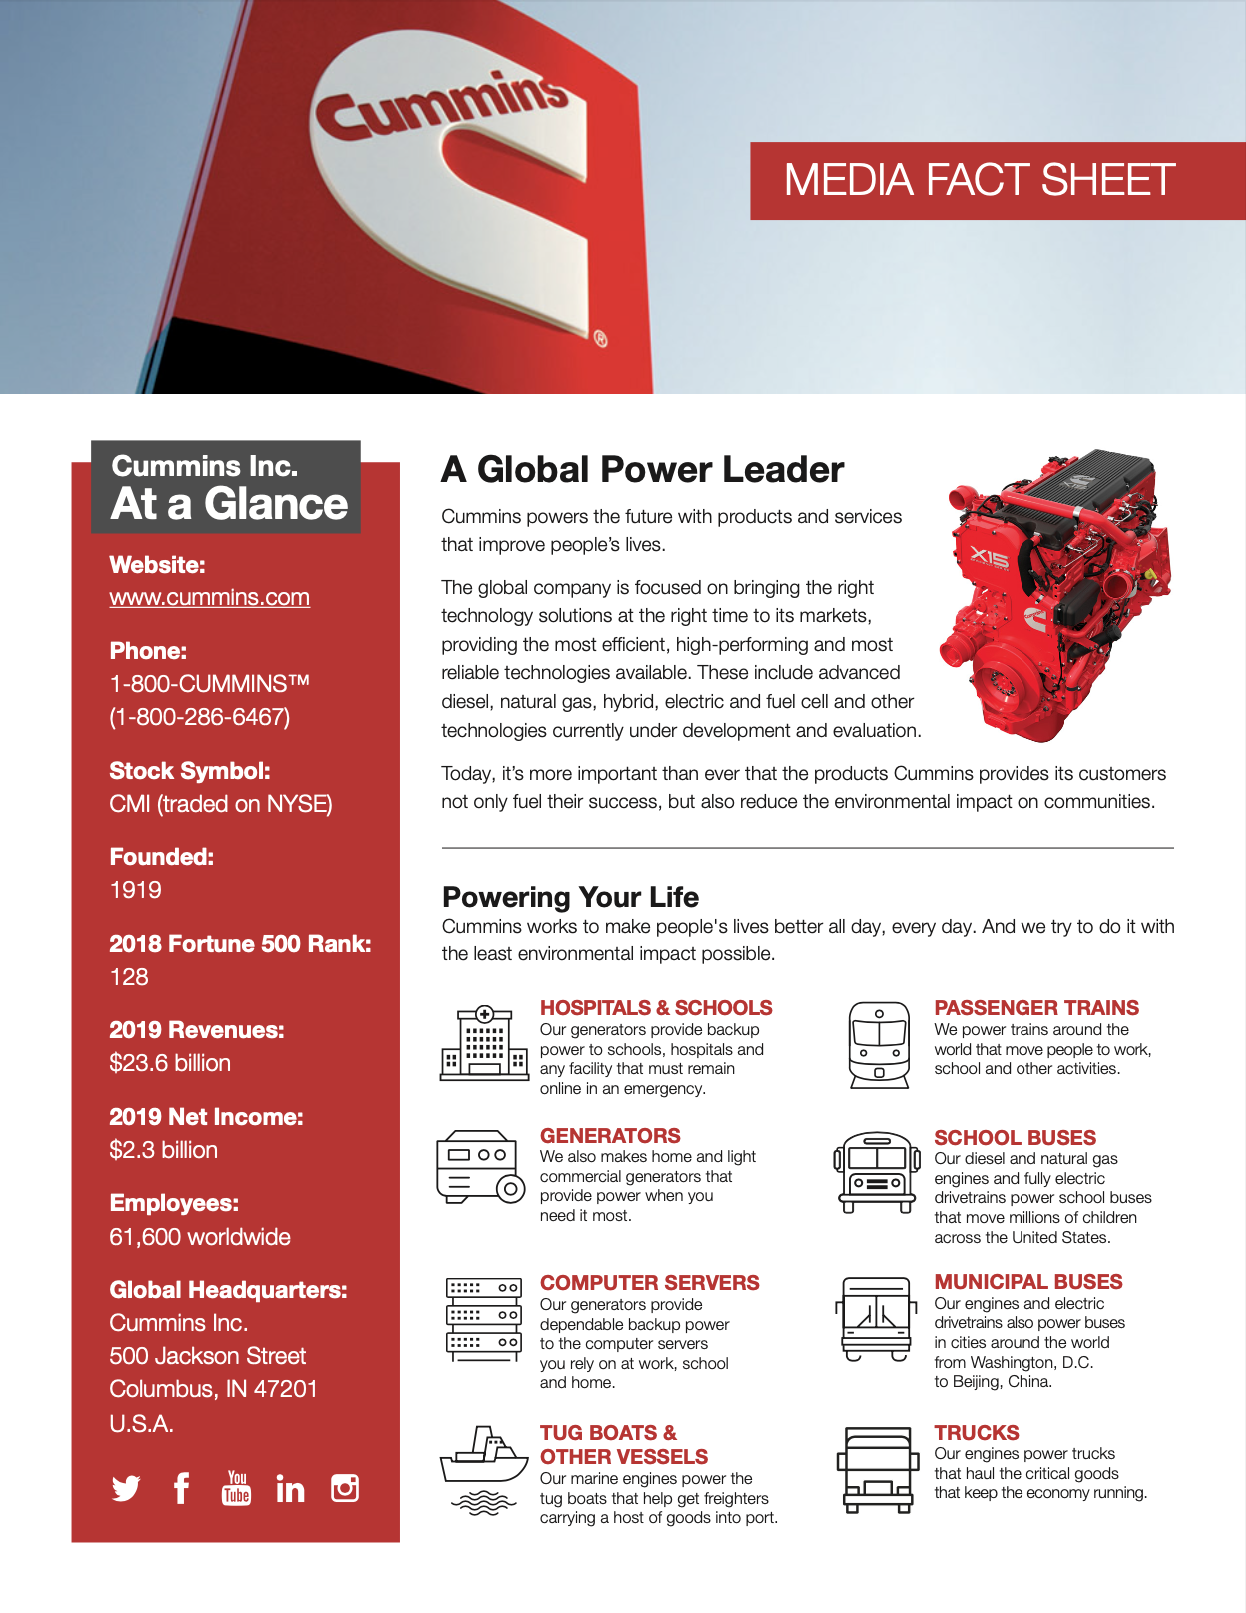 Cummins
®
MEDIA FACT SHEET
Cummins Inc.
At a Glance
Website:
www.cummins.com
Phone:
1-800-CUMMINS™
(1-800-286-6467)
Stock Symbol:
CMI (traded on NYSE)
Founded:
1919
2018 Fortune 500 Rank:
128
2019 Revenues:
$23.6 billion
2019 Net Income:
$2.3 billion
Employees:
61,600 worldwide
Global Headquarters:
Cummins Inc.
500 Jackson Street
Columbus, IN 47201
U.S.A.
You
Tube
A Global Power Leader
Cummins powers the future with products and services
that improve people’s lives.
The global company is focused on bringing the right
technology solutions at the right time to its markets,
providing the most efficient, high-performing and most
reliable technologies available. These include advanced
diesel, natural gas, hybrid, electric and fuel cell and other
technologies currently under development and evaluation.
X15
X15
Today, it’s more important than ever that the products Cummins provides its customers
not only fuel their success, but also reduce the environmental impact on communities.
Powering Your Life
Cummins works to make people's lives better all day, every day. And we try to do it with
the least environmental impact possible.
HOSPITALS & SCHOOLS
Our generators provide backup
power to schools, hospitals and
any facility that must remain
online in an emergency.
PASSENGER TRAINS
We power trains around the
world that move people to work,
school and other activities.
GENERATORS
We also makes home and light
commercial generators that
provide power when you
need it most.
SCHOOL BUSES
Our diesel and natural gas
engines and fully electric
drivetrains power school buses
that move millions of children
across the United States.
COMPUTER SERVERS
Our generators provide
dependable backup power
to the computer servers
you rely on at work, school
and home.
MUNICIPAL BUSES
Our engines and electric
drivetrains also power buses
in cities around the world
from Washington, D.C.
to Beijing, China.
TUG BOATS &
OTHER VESSELS
Our marine engines power the
tug boats that help get freighters
carrying a host of goods into port.
TRUCKS
Our engines power trucks
that haul the critical goods
that keep the economy running.